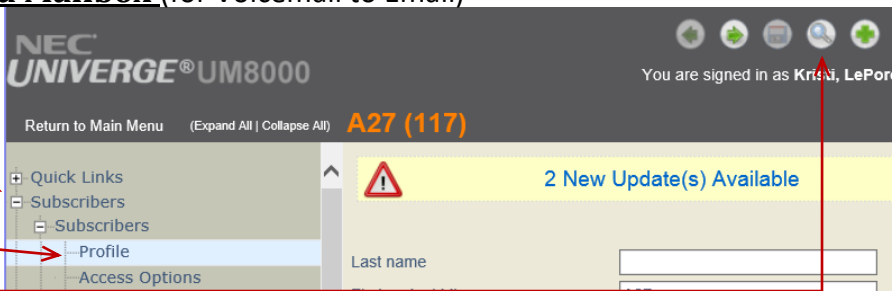 Mailbox (for Voicemail to Email)
NEC
UNIVERGE®UM8000
You are signed in as Kristi, LePore
Return to Main Menu (Expand All | Collapse All) A27 (117)
2 New Update(s) Available
Quick Links
Subscribers
Subscribers
Profile
Last name
Access Options